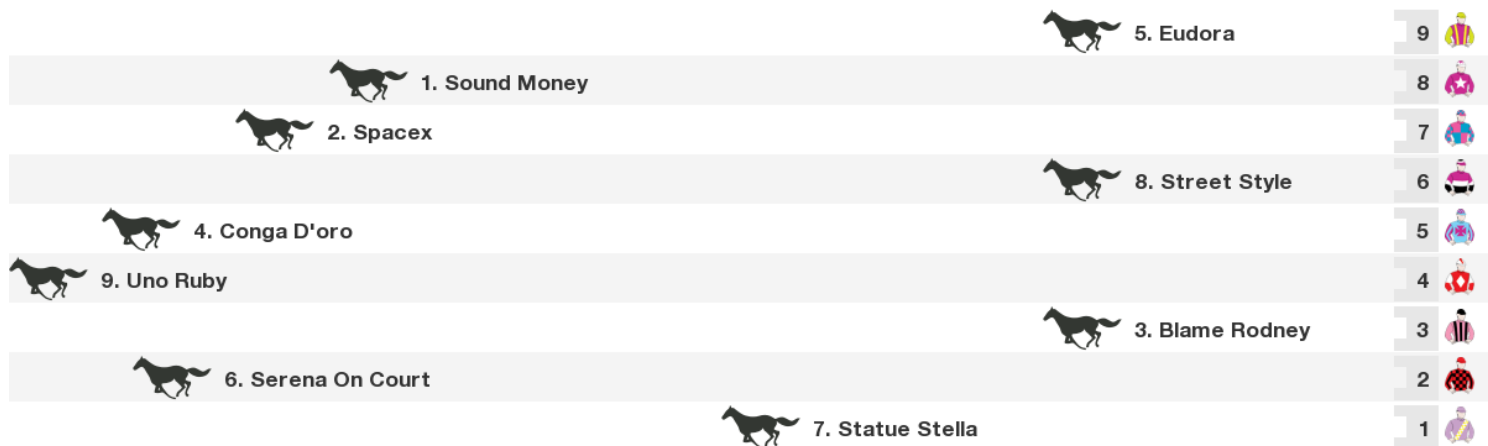 5. Eudora 9
1. Sound Money 8
2. Spacex 7
8. Street Style 6
4. Conga D'oro 5
9. Uno Ruby 4
3. Blame Rodney 3
6. Serena On Court 2
7. Statue Stella 1